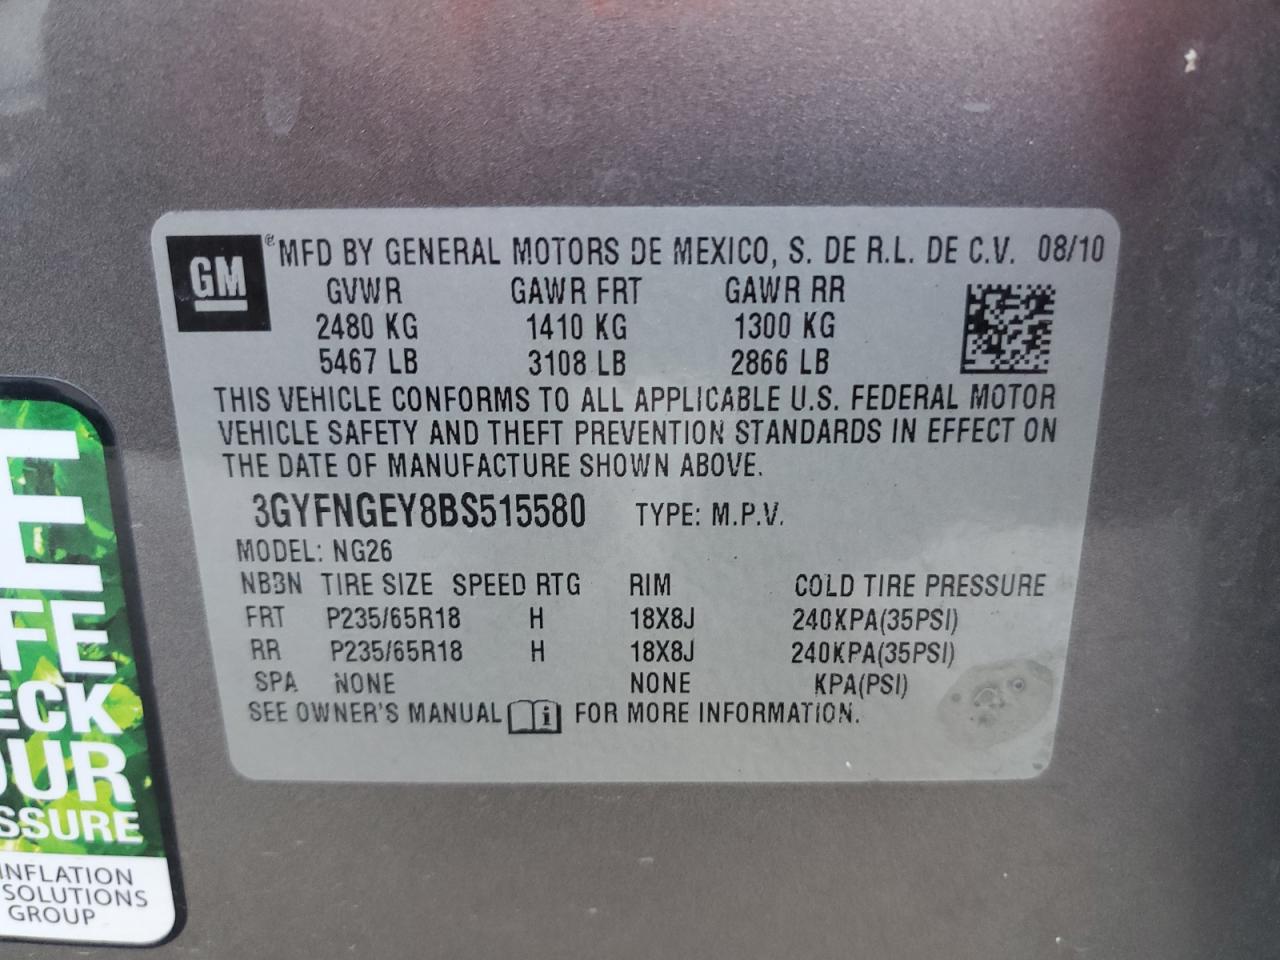 GM
® MFD BY GENERAL MOTORS DE MEXICO, S. DE R.L. DE C.V. 08/10
GVWR GAWR FRT GAWR RR
2480 KG 1410 KG 1300 KG
5467 LB 3108 LB 2866 LB
THIS VEHICLE CONFORMS TO ALL APPLICABLE U.S. FEDERAL MOTOR
VEHICLE SAFETY AND THEFT PREVENTION STANDARDS IN EFFECT ON
THE DATE OF MANUFACTURE SHOWN ABOVE.
3GYFNGEY8BS515580 TYPE: M.P.V.
MODEL: NG26
NBBN TIRE SIZE SPEED RTG RIM COLD TIRE PRESSURE
FRT P235/65R18 H 18X8J 240KPA(35PSI)
RR P235/65R18 H 18X8J 240KPA(35PSI)
SPA NONE NONE KPA(PSI)
SEE OWNER'S MANUAL i FOR MORE INFORMATION.
E
FE
ECK
OUR
SSURE
INFLATION
SOLUTIONS
GROUP